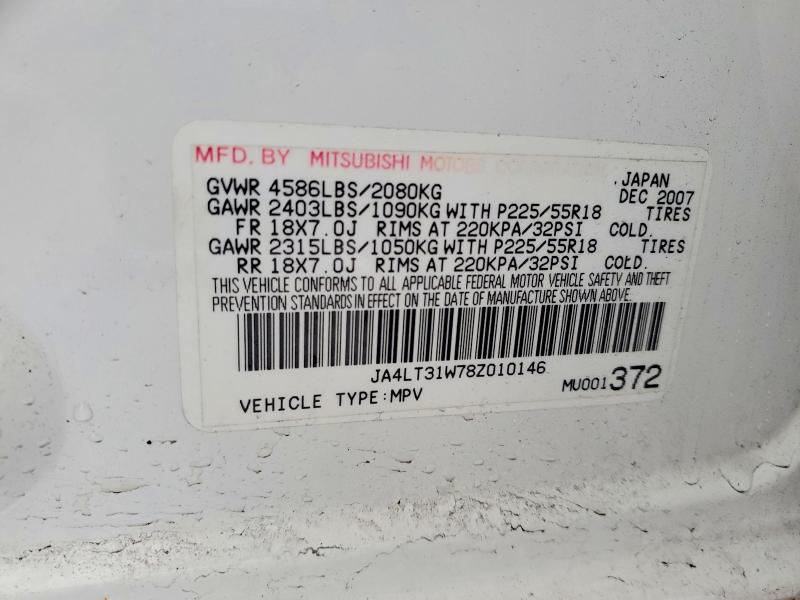 MFD. BY MITSUBISHI MOTORS CORPORATION, JAPAN
GVWR 4586LBS/2080KG DEC 2007
GAWR 2403LBS/1090KG WITH P225/55R18 TIRES
FR 18X7.0J RIMS AT 220KPA/32PSI COLD.
GAWR 2315LBS/1050KG WITH P225/55R18 TIRES
RR 18X7.0J RIMS AT 220KPA/32PSI COLD.
THIS VEHICLE CONFORMS TO ALL APPLICABLE FEDERAL MOTOR VEHICLE SAFETY AND THEFT
PREVENTION STANDARDS IN EFFECT ON THE DATE OF MANUFACTURE SHOWN ABOVE.
JA4LT31W78Z010146
VEHICLE TYPE:MPV MU001372